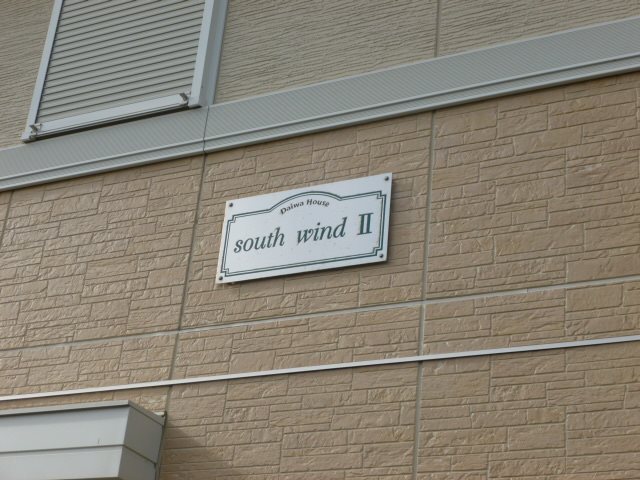 Daiwa House
south wind Ⅱ